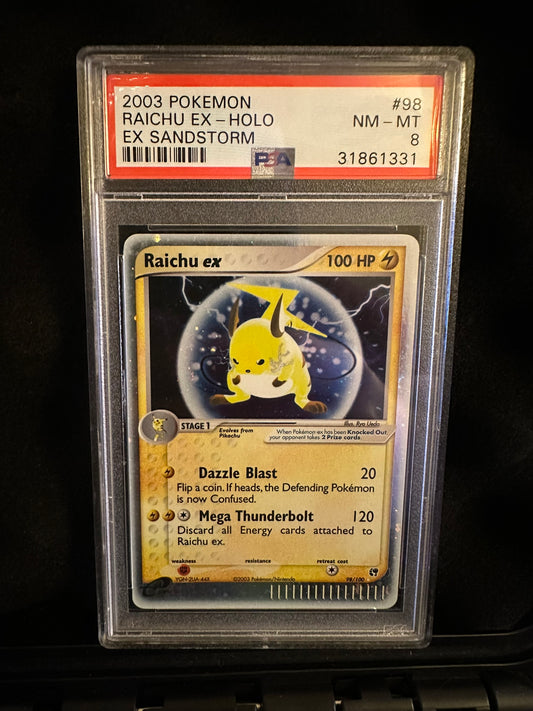 2003 POKEMON #98
RAICHU EX - HOLO NM - MT
EX SANDSTORM 8
PSA 31861331
Raichu ex 100 HP
Illus. Ryo Ueda
STAGE 1 Evolves from
Pikachu
When Pokémon-ex has been Knocked Out,
your opponent takes 2 Prize cards.
Dazzle Blast 20
Flip a coin. If heads, the Defending Pokémon
is now Confused.
Mega Thunderbolt 120
Discard all Energy cards attached to
Raichu ex.
weakness resistance retreat cost
YQN-2UA-44X ©2003 Pokémon/Nintendo 98/100